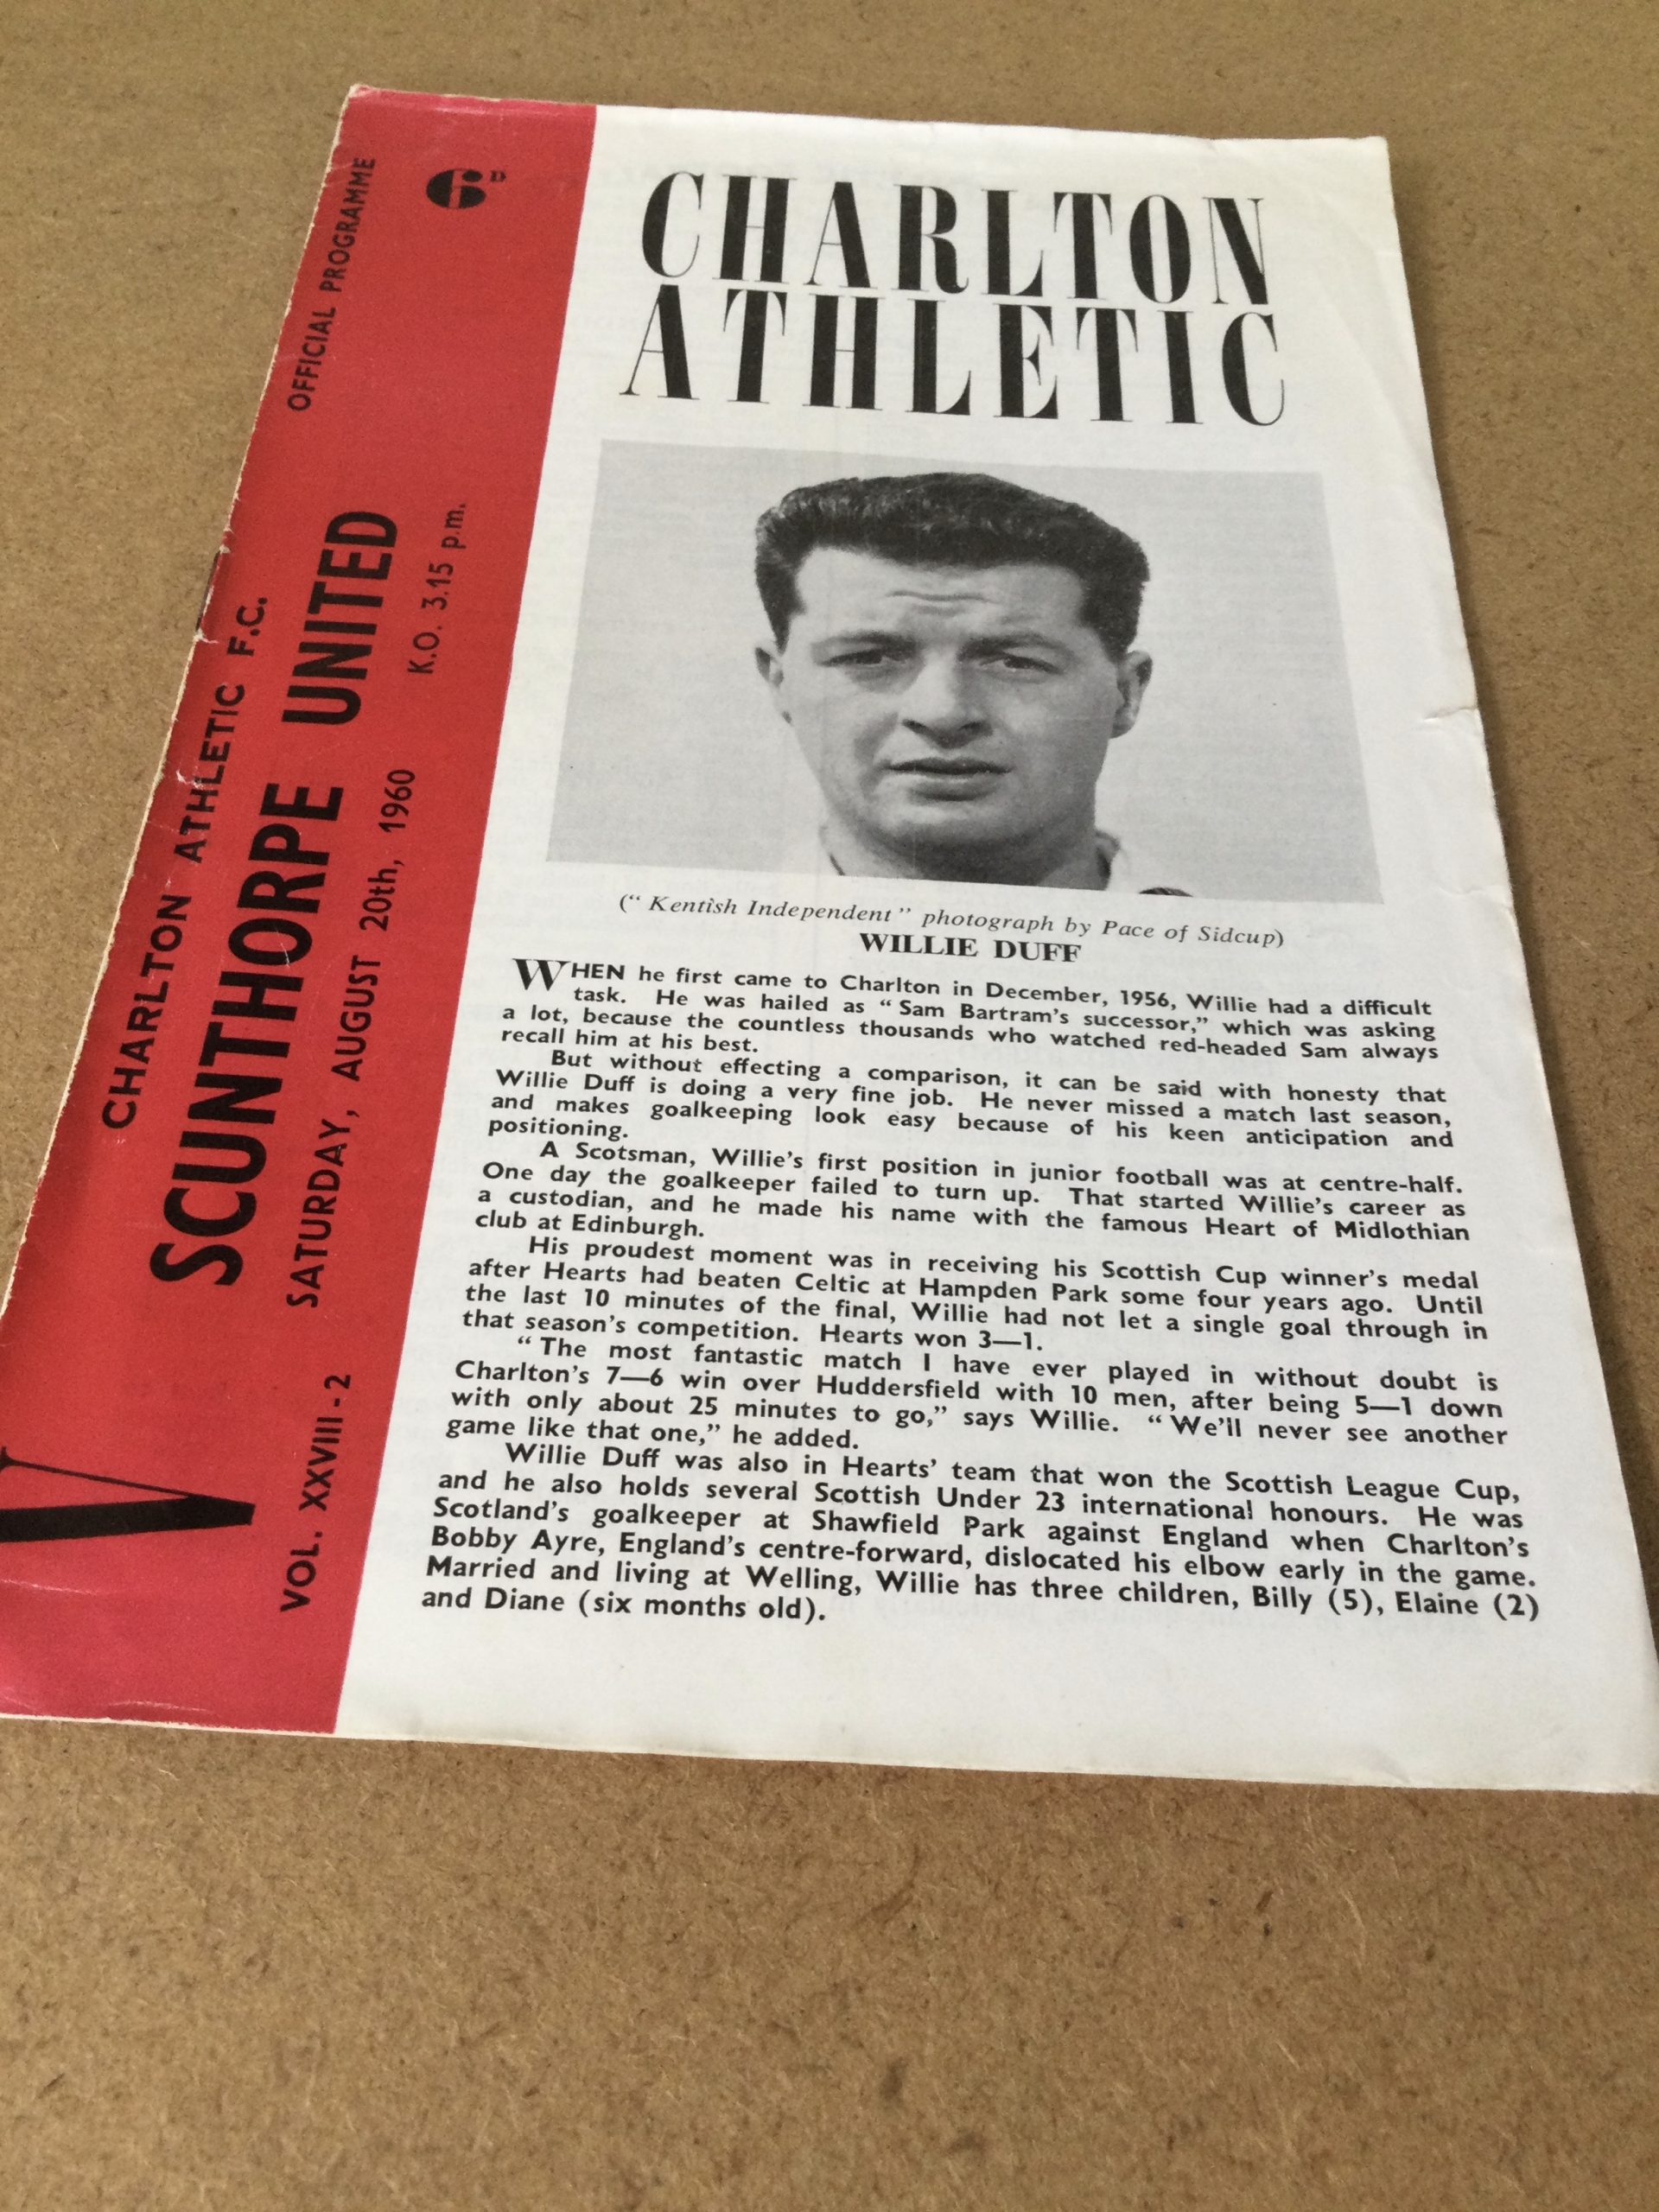 OFFICIAL PROGRAMME
6D
CHARLTON ATHLETIC F.C.
V SCUNTHORPE UNITED
VOL. XXVIII-2 SATURDAY, AUGUST 20th, 1960 K.O. 3.15 p.m.
CHARLTON
ATHLETIC
(“ Kentish Independent ” photograph by Pace of Sidcup)
WILLIE DUFF
WHEN he first came to Charlton in December, 1956, Willie had a difficult
task. He was hailed as “ Sam Bartram’s successor,” which was asking
a lot, because the countless thousands who watched red-headed Sam always
recall him at his best.
But without effecting a comparison, it can be said with honesty that
Willie Duff is doing a very fine job. He never missed a match last season,
and makes goalkeeping look easy because of his keen anticipation and
positioning.
A Scotsman, Willie’s first position in junior football was at centre-half.
One day the goalkeeper failed to turn up. That started Willie’s career as
a custodian, and he made his name with the famous Heart of Midlothian
club at Edinburgh.
His proudest moment was in receiving his Scottish Cup winner’s medal
after Hearts had beaten Celtic at Hampden Park some four years ago. Until
the last 10 minutes of the final, Willie had not let a single goal through in
that season’s competition. Hearts won 3—1.
“ The most fantastic match I have ever played in without doubt is
Charlton’s 7—6 win over Huddersfield with 10 men, after being 5—1 down
with only about 25 minutes to go,” says Willie. “ We’ll never see another
game like that one,” he added.
Willie Duff was also in Hearts’ team that won the Scottish League Cup,
and he also holds several Scottish Under 23 international honours. He was
Scotland’s goalkeeper at Shawfield Park against England when Charlton’s
Bobby Ayre, England’s centre-forward, dislocated his elbow early in the game.
Married and living at Welling, Willie has three children, Billy (5), Elaine (2)
and Diane (six months old).